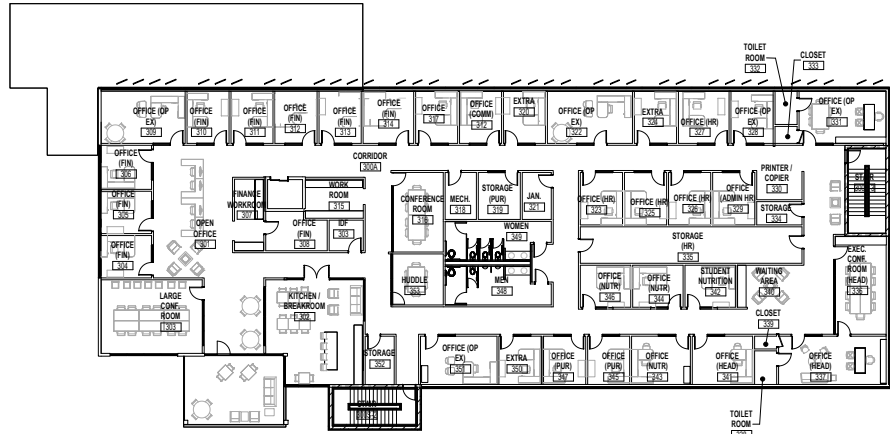 TOILET
ROOM
332
CLOSET
333
OFFICE (OP
EX)
309
OFFICE
(FIN)
310
OFFICE
(FIN)
311
OFFICE
(FIN)
312
OFFICE
(FIN)
313
OFFICE
(FIN)
314
OFFICE
317
OFFICE
(COMM)
312
EXTRA
320
OFFICE (OP
EX)
322
EXTRA
324
OFFICE (HR)
327
OFFICE (OP
EX)
328
OFFICE (OP
EX)
331
OFFICE
(FIN)
306
OFFICE
(FIN)
305
OFFICE
(FIN)
304
OPEN
OFFICE
301
CORRIDOR
300A
FINANCE
WORKROOM
307
WORK
ROOM
315
OFFICE
(FIN)
308
IDF
303
CONFERENCE
ROOM
316
MECH.
318
STORAGE
(PUR)
319
JAN.
321
WOMEN
349
MEN
348
HUDDLE
353
OFFICE (HR)
323
OFFICE (HR)
325
OFFICE (HR)
326
OFFICE
(ADMIN HR
329
PRINTER /
COPIER
330
STORAGE
334
STAIR
STORAGE
(HR)
335
OFFICE
(NUTR)
346
OFFICE
(NUTR)
344
STUDENT
NUTRITION
342
WAITING
AREA
340
EXEC.
CONF.
ROOM
(HEAD)
336
LARGE
CONF.
ROOM
303
KITCHEN /
BREAKROOM
302
STORAGE
352
OFFICE (OP
EX)
351
EXTRA
350
OFFICE
(PUR)
347
OFFICE
(PUR)
345
OFFICE
(NUTR)
343
OFFICE
(HEAD)
341
CLOSET
339
OFFICE
(HEAD)
337
STAIR
TOILET
ROOM